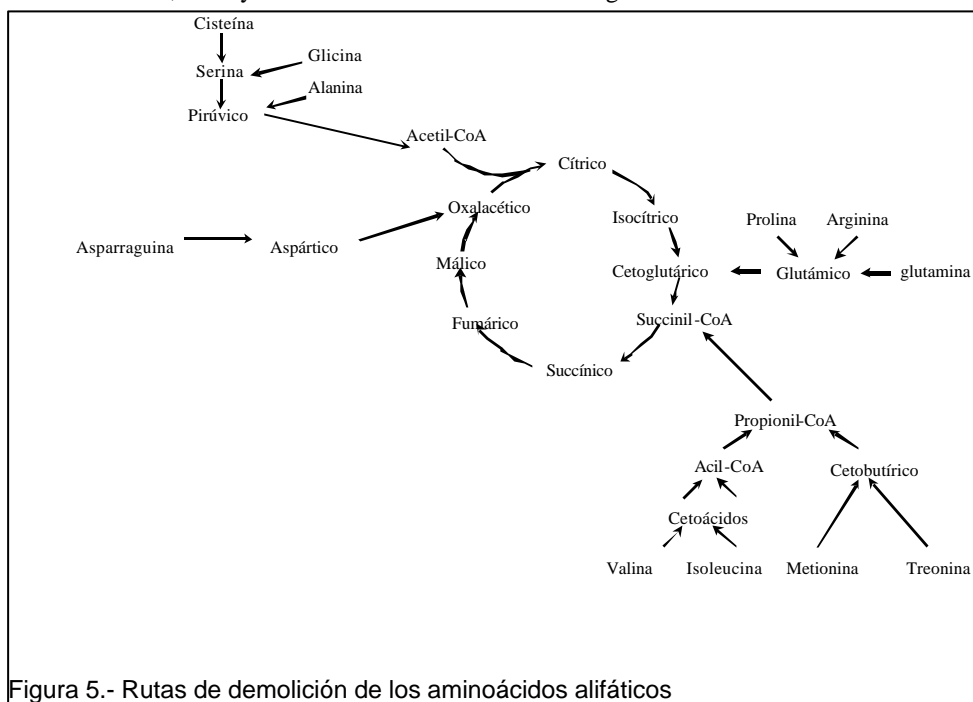 Cisteína
Glicina
Serina
Alanina
Pirúvico
Acetil-CoA
Cítrico
Oxalacético
Isocítrico
Prolina
Arginina
Asparraguina
Aspártico
Málico
Cetoglutárico
Glutámico
glutamina
Fumárico
Succinil-CoA
Succínico
Propionil-CoA
Acil-CoA
Cetobutírico
Cetoácidos
Valina
Isoleucina
Metionina
Treonina
Figura 5.- Rutas de demolición de los aminoácidos alifáticos